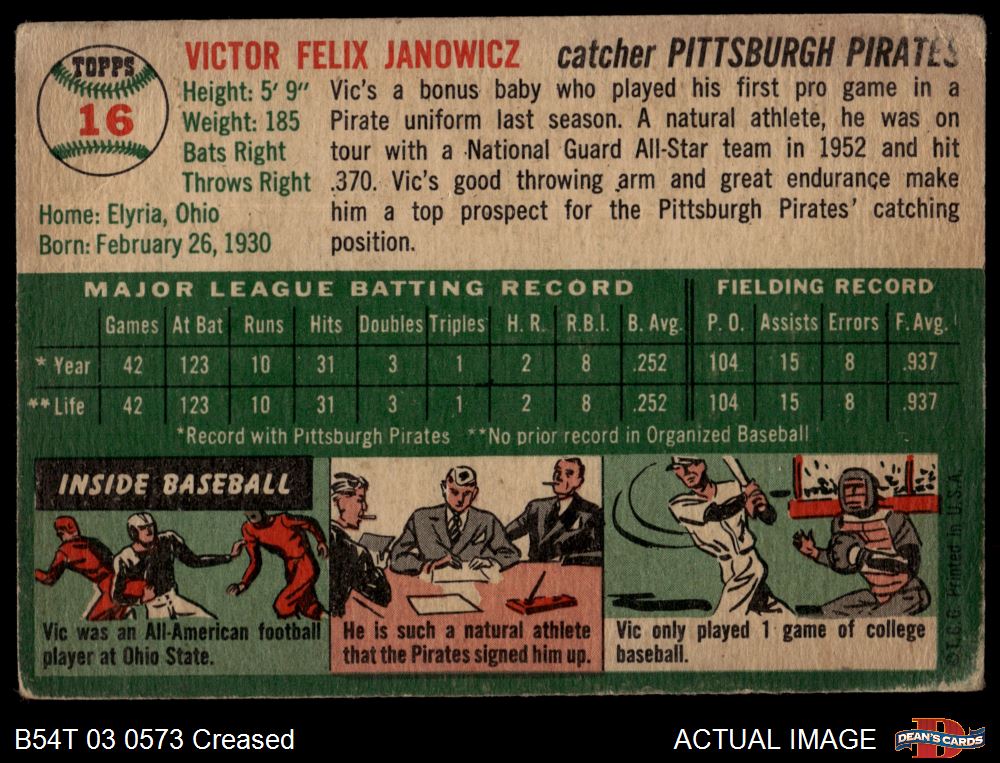 TOPPS
16
VICTOR FELIX JANOWICZ catcher PITTSBURGH PIRATES
Height: 5' 9"
Weight: 185
Bats Right
Throws Right
Home: Elyria, Ohio
Born: February 26, 1930
Vic's a bonus baby who played his first pro game in a
Pirate uniform last season. A natural athlete, he was on
tour with a National Guard All-Star team in 1952 and hit
.370. Vic's good throwing arm and great endurance make
him a top prospect for the Pittsburgh Pirates' catching
position.
MAJOR LEAGUE BATTING RECORD FIELDING RECORD
Games At Bat Runs Hits Doubles Triples H. R. R.B.I. B. Avg. P. O. Assists Errors F. Avg.
* Year 42 123 10 31 3 1 2 8 .252 104 15 8 .937
** Life 42 123 10 31 3 1 2 8 .252 104 15 8 .937
*Record with Pittsburgh Pirates **No prior record in Organized Baseball
INSIDE BASEBALL
Vic was an All-American football
player at Ohio State.
He is such a natural athlete
that the Pirates signed him up.
Vic only played 1 game of college
baseball.
©T.C.G. Printed in U.S.A.
B54T 03 0573 Creased
ACTUAL IMAGE
DEAN'S CARDS